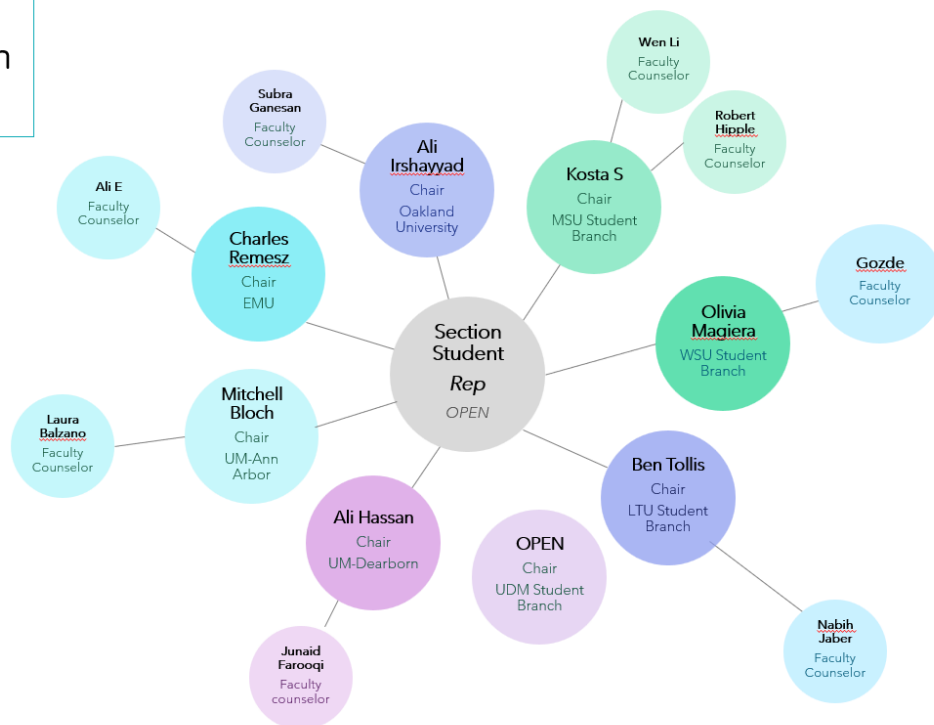 n
Wen Li
Faculty
Counselor
Subra
Ganesan
Faculty
Counselor
Robert
Hipple
Faculty
Counselor
Ali
Irshayyad
Chair
Oakland
University
Kosta S
Chair
MSU Student
Branch
Ali E
Faculty
Counselor
Charles
Remesz
Chair
EMU
Gozde
Faculty
Counselor
Olivia
Magiera
WSU Student
Branch
Section
Student
Rep
OPEN
Mitchell
Bloch
Chair
UM-Ann
Arbor
Laura
Balzano
Faculty
Counselor
Ben Tollis
Chair
LTU Student
Branch
Ali Hassan
Chair
UM-Dearborn
OPEN
Chair
UDM Student
Branch
Nabih
Jaber
Faculty
Counselor
Junaid
Farooqi
Faculty
counselor